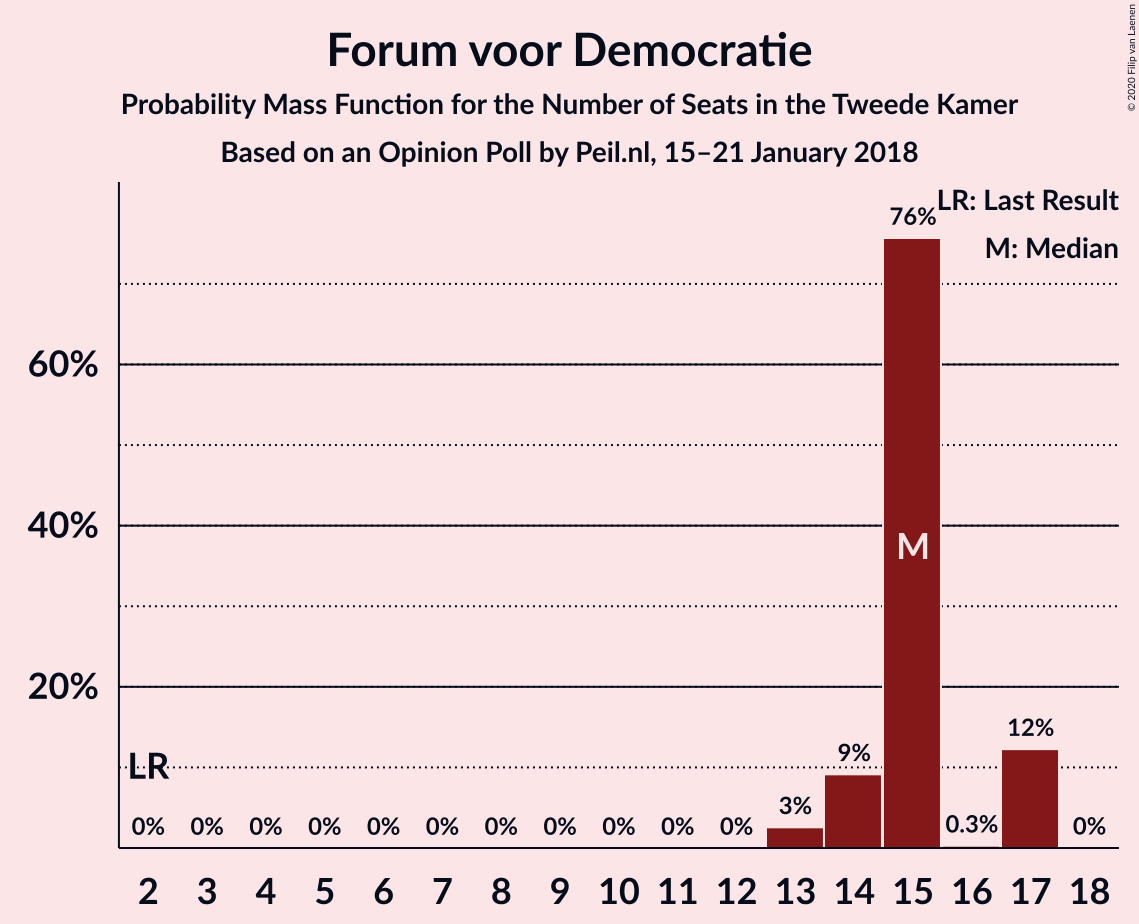 Forum voor Democratie
Probability Mass Function for the Number of Seats in the Tweede Kamer
Based on an Opinion Poll by Peil.nl, 15–21 January 2018
© 2020 Filip van Laenen
LR: Last Result
M: Median
76%
60%
40%
M
20%
12%
LR
9%
3%
0% 0% 0% 0% 0% 0% 0% 0% 0% 0% 0% 0.3% 0%
2 3 4 5 6 7 8 9 10 11 12 13 14 15 16 17 18